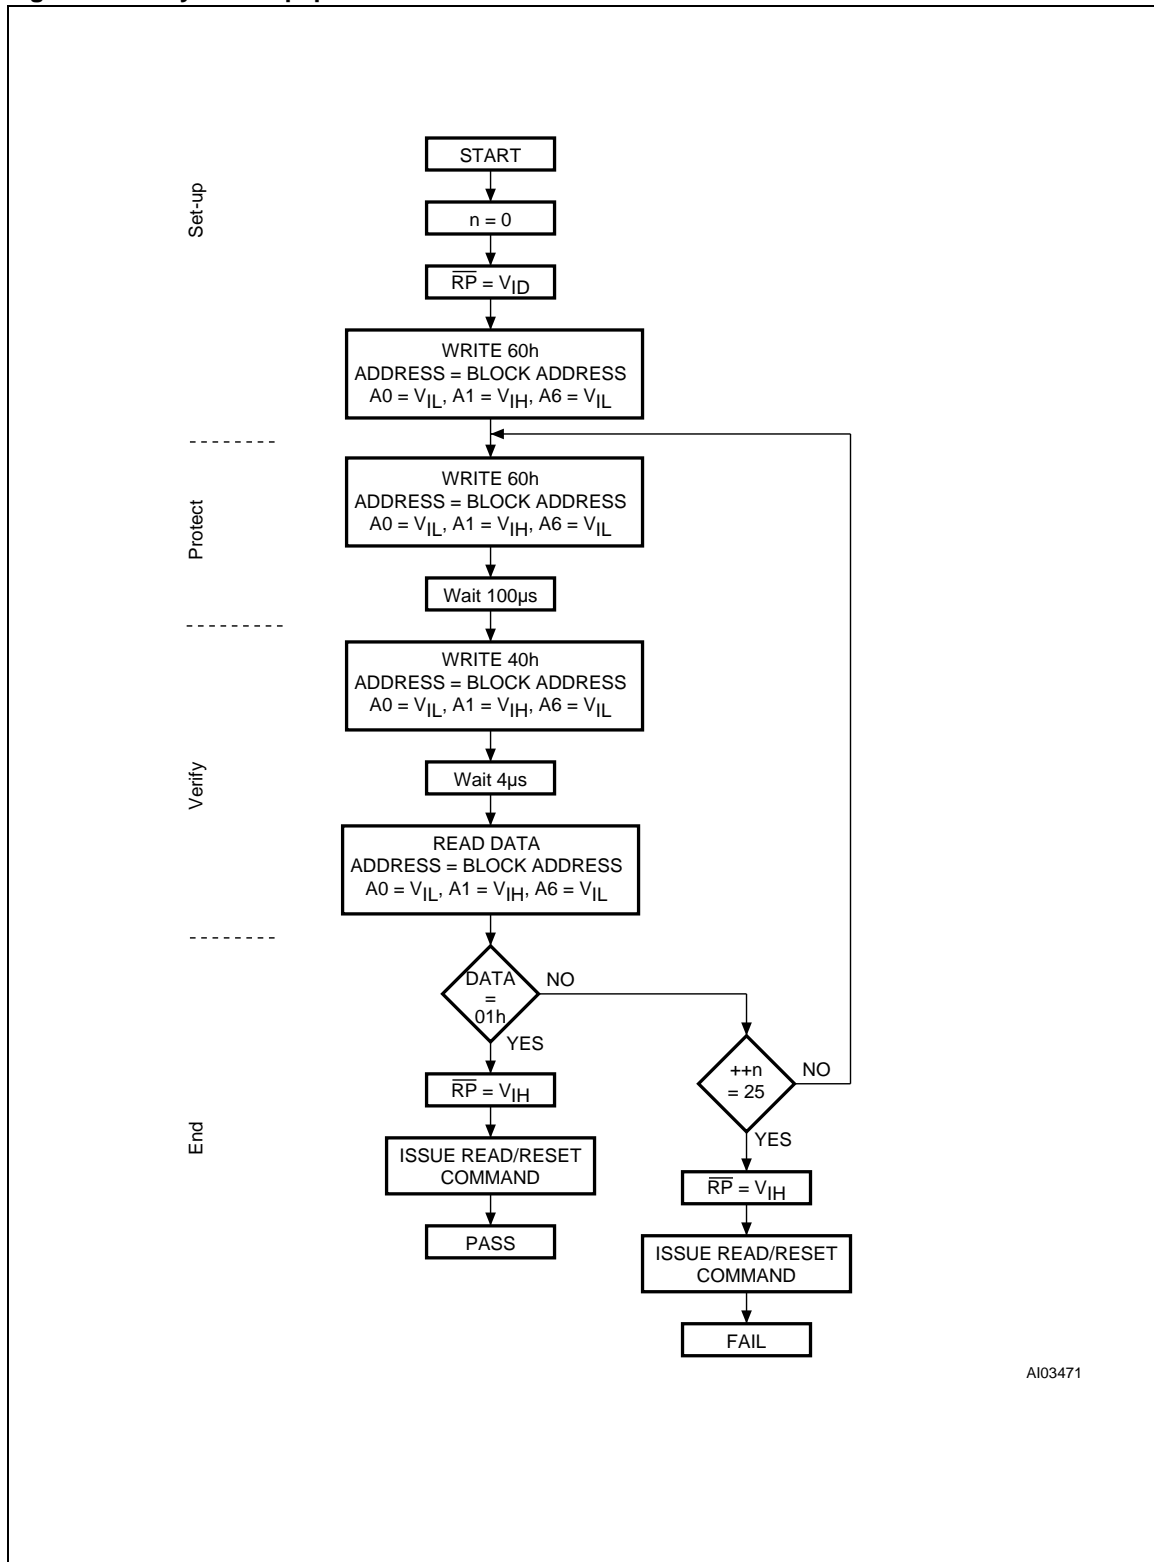 START
Set-up
n = 0
RP = VID
WRITE 60h
ADDRESS = BLOCK ADDRESS
A0 = VIL, A1 = VIH, A6 = VIL
Protect
WRITE 60h
ADDRESS = BLOCK ADDRESS
A0 = VIL, A1 = VIH, A6 = VIL
Wait 100µs
Verify
WRITE 40h
ADDRESS = BLOCK ADDRESS
A0 = VIL, A1 = VIH, A6 = VIL
Wait 4µs
READ DATA
ADDRESS = BLOCK ADDRESS
A0 = VIL, A1 = VIH, A6 = VIL
End
DATA
=
01h
NO
YES
++n
= 25
NO
YES
RP = VIH
ISSUE READ/RESET
COMMAND
PASS
RP = VIH
ISSUE READ/RESET
COMMAND
FAIL
AI03471